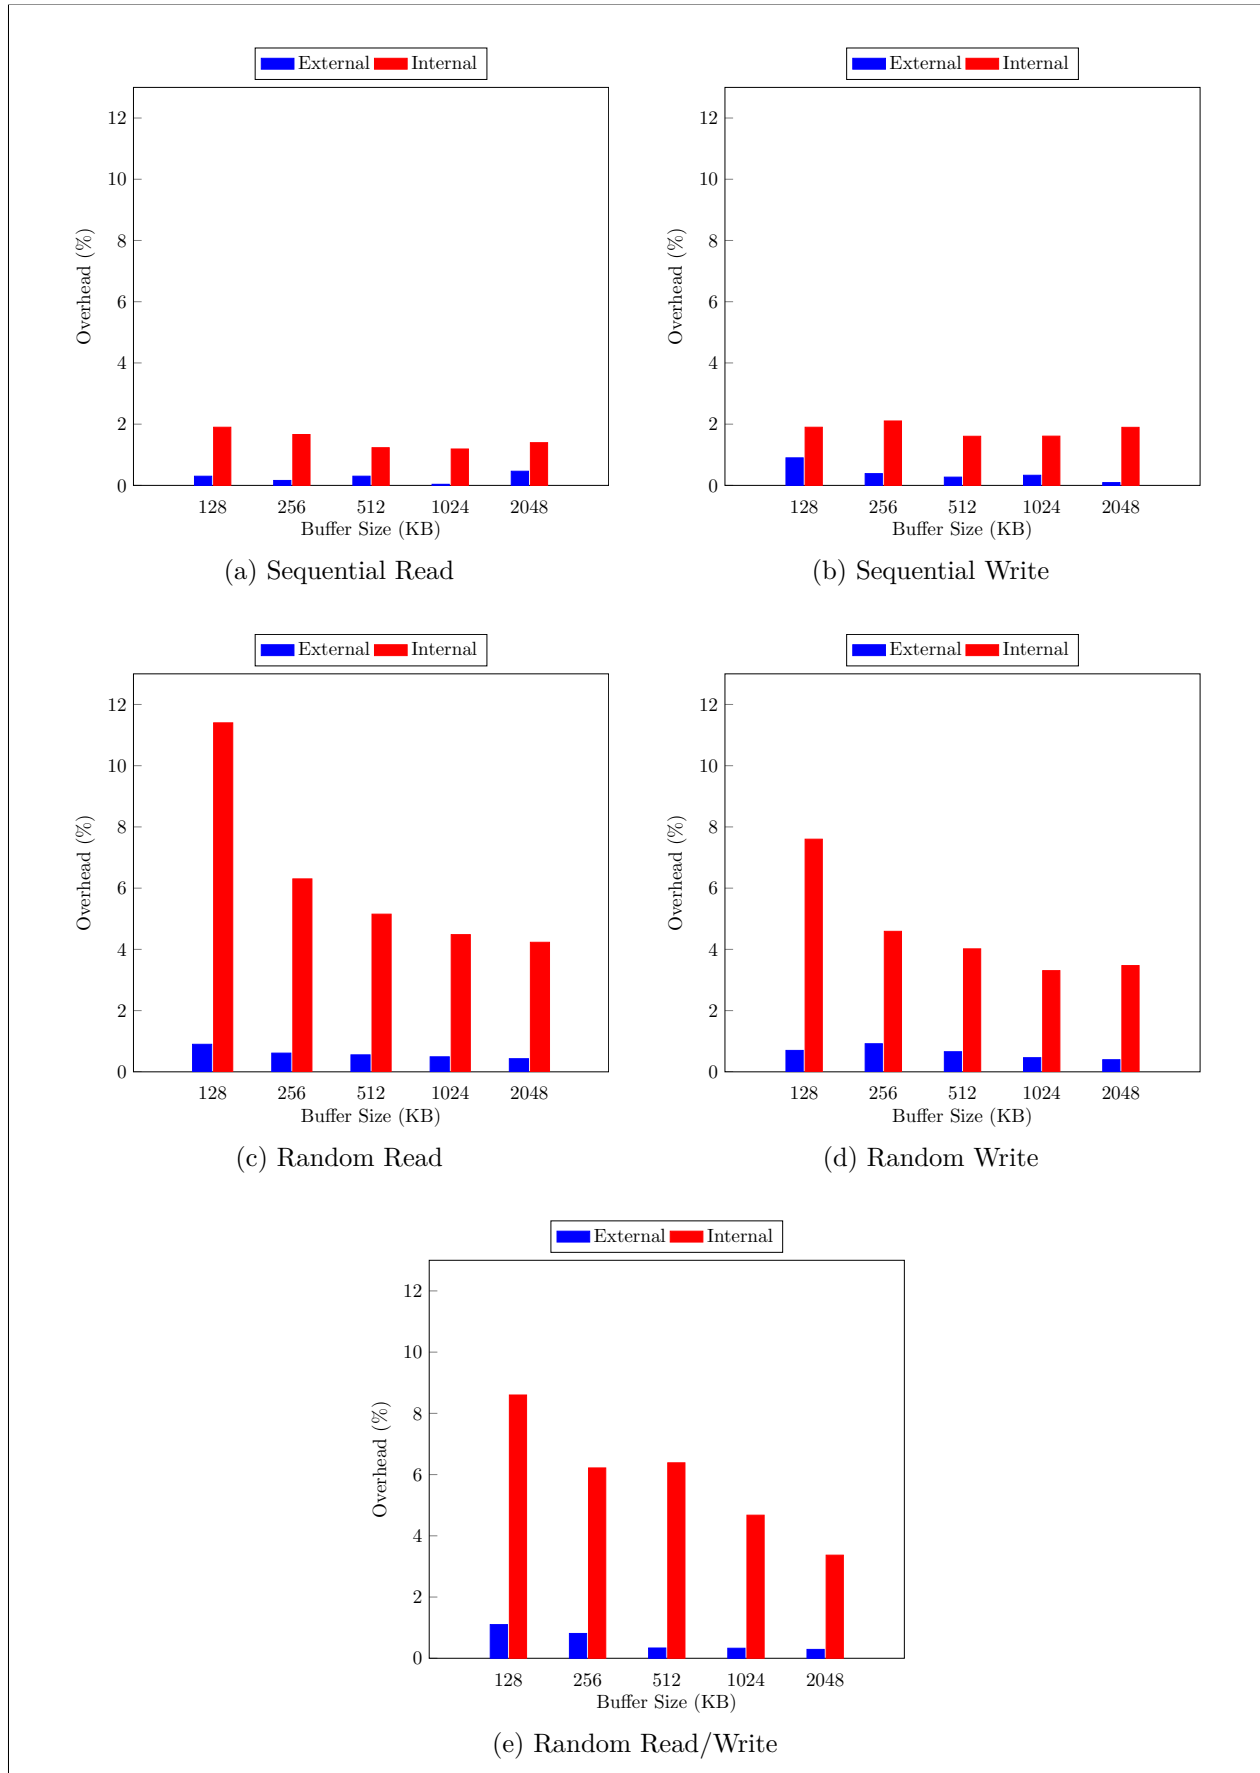 External Internal
12
10
8
6
4
2
0
Overhead (%)
128 256 512 1024 2048
Buffer Size (KB)
(a) Sequential Read
External Internal
12
10
8
6
4
2
0
Overhead (%)
128 256 512 1024 2048
Buffer Size (KB)
(b) Sequential Write
External Internal
12
10
8
6
4
2
0
Overhead (%)
128 256 512 1024 2048
Buffer Size (KB)
(c) Random Read
External Internal
12
10
8
6
4
2
0
Overhead (%)
128 256 512 1024 2048
Buffer Size (KB)
(d) Random Write
External Internal
12
10
8
6
4
2
0
Overhead (%)
128 256 512 1024 2048
Buffer Size (KB)
(e) Random Read/Write